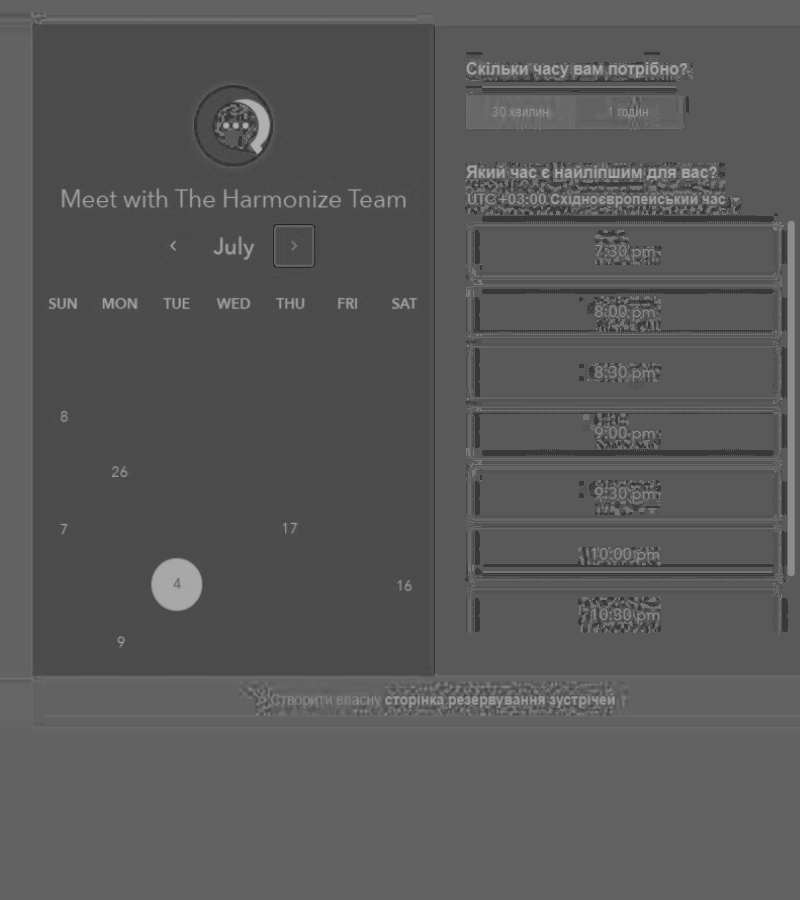 Meet with The Harmonize Team
July
SUN MON TUE WED THU FRI SAT
8
26
7 17
4 16
9
Скільки часу вам потрібно?
30 хвилин 1 годин
Який час є найліпшим для вас?
UTC +03:00 Східноєвропейський час
7:30 pm
8:00 pm
8:30 pm
9:00 pm
9:30 pm
10:00 pm
10:30 pm
Створити власну сторінка резервування зустрічей